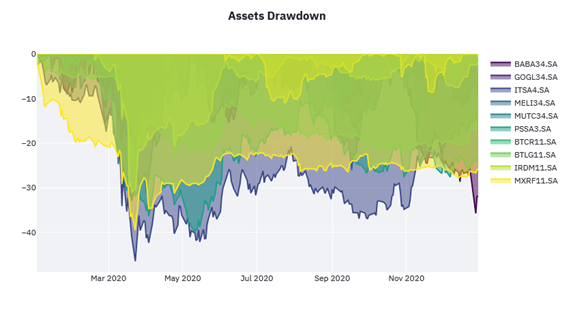 Assets Drawdown
0
−10
−20
−30
−40
Mar 2020
May 2020
Jul 2020
Sep 2020
Nov 2020
BABA34.SA
GOGL34.SA
ITSA4.SA
MELI34.SA
MUTC34.SA
PSSA3.SA
BTCR11.SA
BTLG11.SA
IRDM11.SA
MXRF11.SA